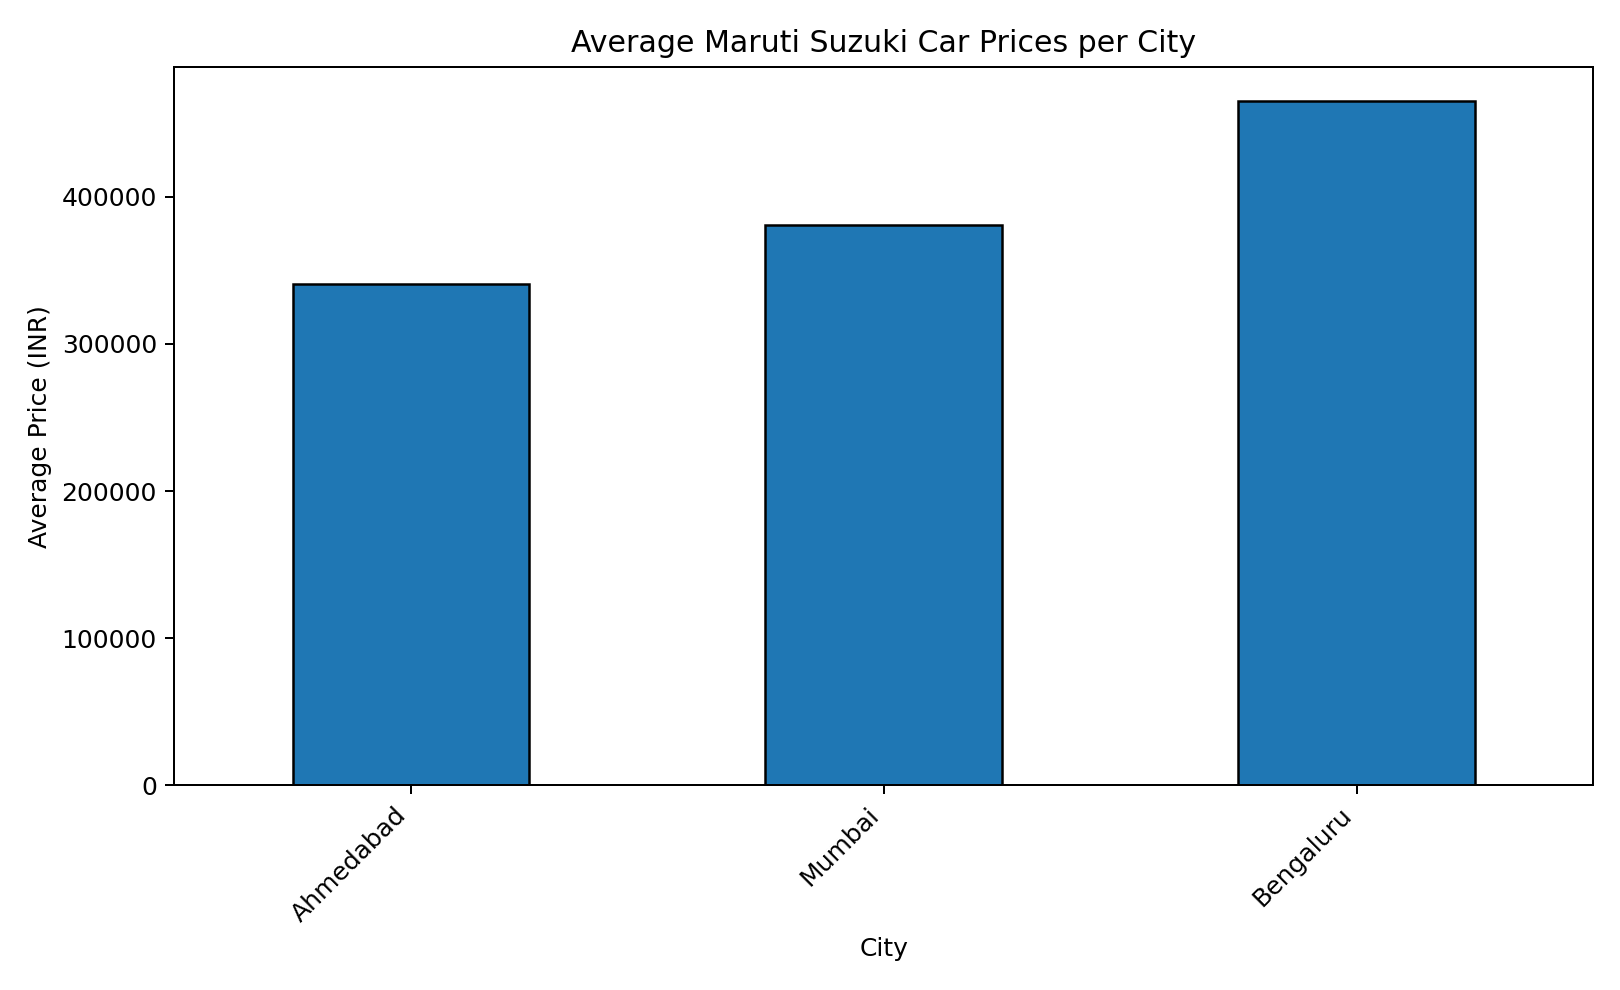 Average Maruti Suzuki Car Prices per City
Average Price (INR)
400000
300000
200000
100000
0
Ahmedabad
Mumbai
Bengaluru
City